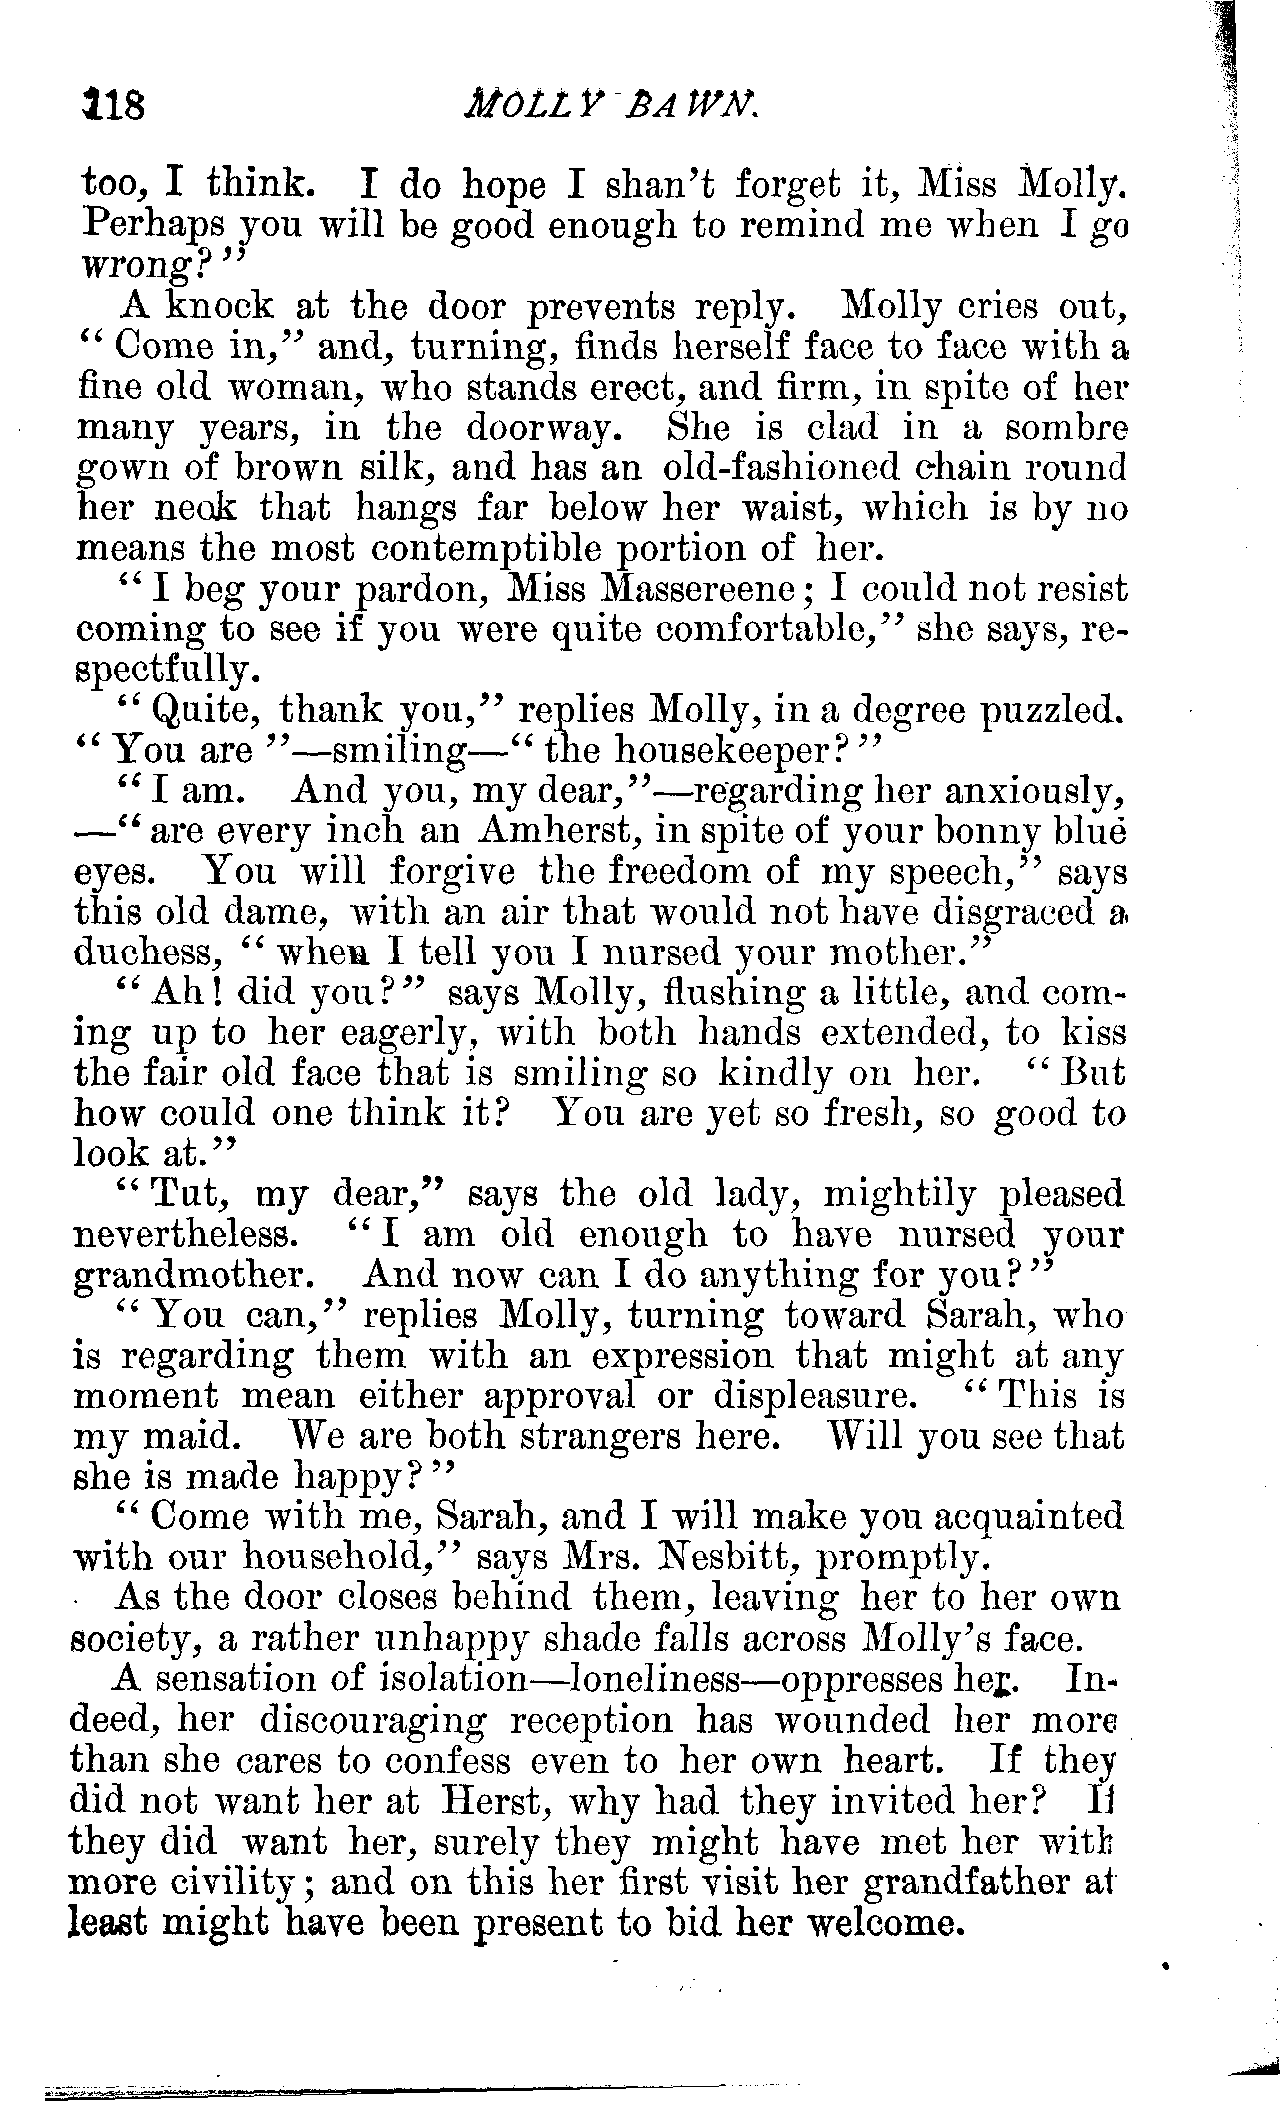 118 MOLLY BAWN.
too, I think. I do hope I shan't forget it, Miss Molly.
Perhaps you will be good enough to remind me when I go
wrong?"
A knock at the door prevents reply. Molly cries out,
"Come in," and, turning, finds herself face to face with a
fine old woman, who stands erect, and firm, in spite of her
many years, in the doorway. She is clad in a sombre
gown of brown silk, and has an old-fashioned chain round
her neck that hangs far below her waist, which is by no
means the most contemptible portion of her.
"I beg your pardon, Miss Massereene; I could not resist
coming to see if you were quite comfortable," she says, re-
spectfully.
"Quite, thank you," replies Molly, in a degree puzzled.
"You are"—smiling—"the housekeeper?"
"I am. And you, my dear,"—regarding her anxiously,
—"are every inch an Amherst, in spite of your bonny blue
eyes. You will forgive the freedom of my speech," says
this old dame, with an air that would not have disgraced a
duchess, "when I tell you I nursed your mother."
"Ah! did you?" says Molly, flushing a little, and com-
ing up to her eagerly, with both hands extended, to kiss
the fair old face that is smiling so kindly on her. "But
how could one think it? You are yet so fresh, so good to
look at."
"Tut, my dear," says the old lady, mightily pleased
nevertheless. "I am old enough to have nursed your
grandmother. And now can I do anything for you?"
"You can," replies Molly, turning toward Sarah, who
is regarding them with an expression that might at any
moment mean either approval or displeasure. "This is
my maid. We are both strangers here. Will you see that
she is made happy?"
"Come with me, Sarah, and I will make you acquainted
with our household," says Mrs. Nesbitt, promptly.
As the door closes behind them, leaving her to her own
society, a rather unhappy shade falls across Molly's face.
A sensation of isolation—loneliness—oppresses her. In-
deed, her discouraging reception has wounded her more
than she cares to confess even to her own heart. If they
did not want her at Herst, why had they invited her? If
they did want her, surely they might have met her with
more civility; and on this her first visit her grandfather at
least might have been present to bid her welcome.